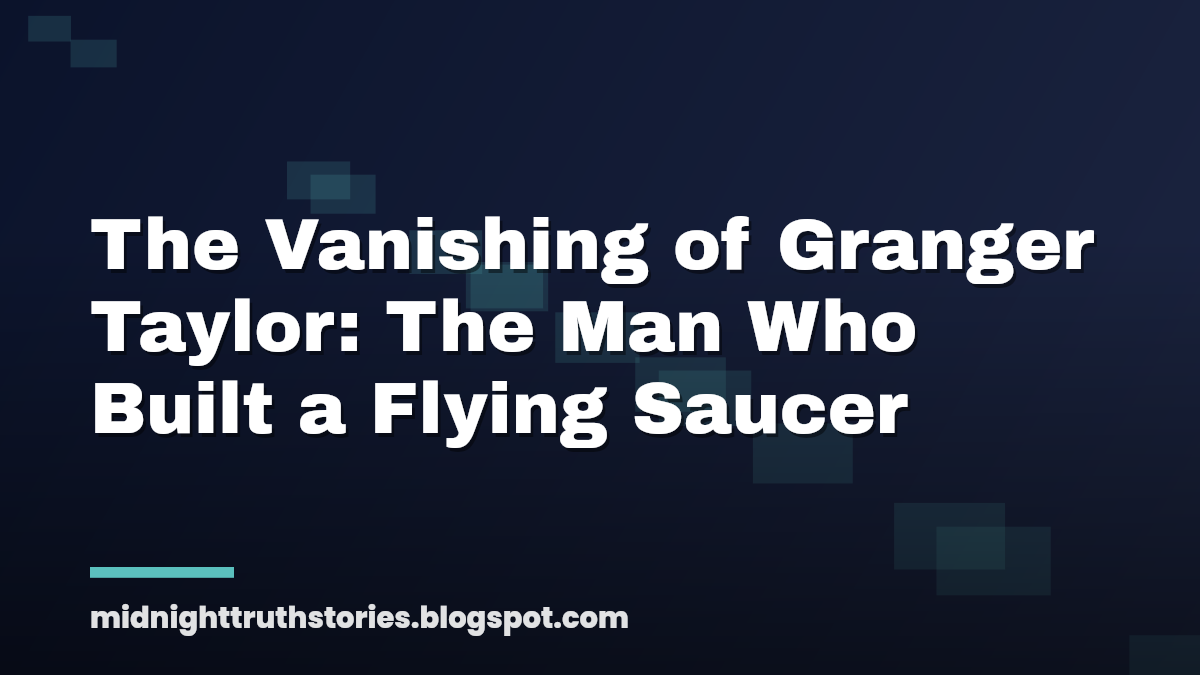 The Vanishing of Granger
Taylor: The Man Who
Built a Flying Saucer
midnighttruthstories.blogspot.com